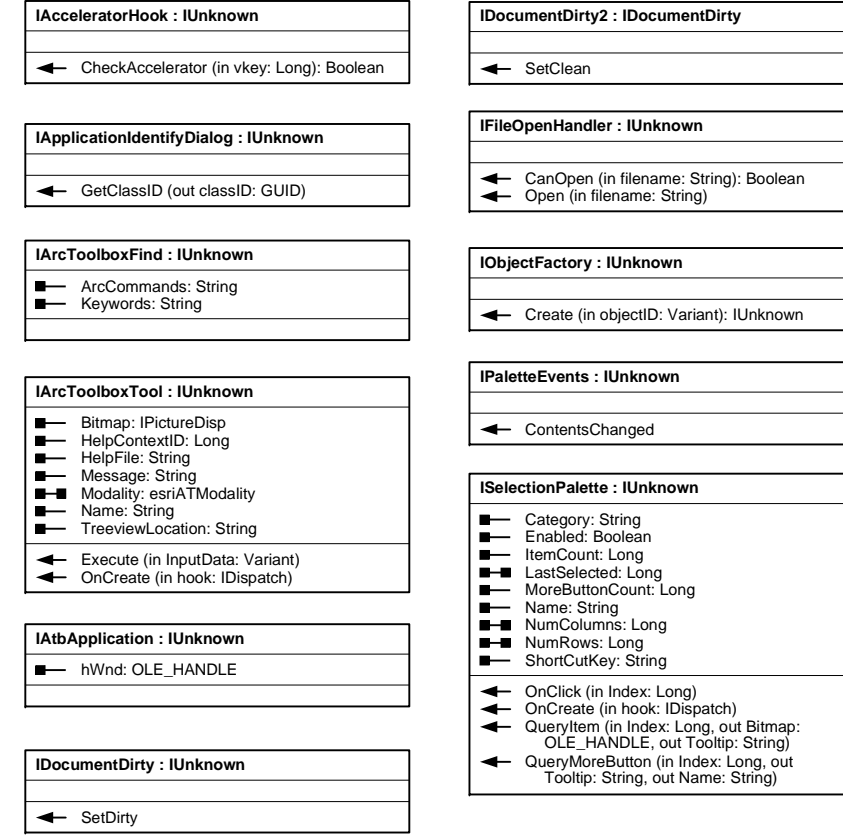 IAcceleratorHook : IUnknown
CheckAccelerator (in vkey: Long): Boolean
IApplicationIdentifyDialog : IUnknown
GetClassID (out classID: GUID)
IArcToolboxFind : IUnknown
ArcCommands: String
Keywords: String
IArcToolboxTool : IUnknown
Bitmap: IPictureDisp
HelpContextID: Long
HelpFile: String
Message: String
Modality: esriATModality
Name: String
TreeviewLocation: String
Execute (in InputData: Variant)
OnCreate (in hook: IDispatch)
IAtbApplication : IUnknown
hWnd: OLE_HANDLE
IDocumentDirty : IUnknown
SetDirty
IDocumentDirty2 : IDocumentDirty
SetClean
IFileOpenHandler : IUnknown
CanOpen (in filename: String): Boolean
Open (in filename: String)
IObjectFactory : IUnknown
Create (in objectID: Variant): IUnknown
IPaletteEvents : IUnknown
ContentsChanged
ISelectionPalette : IUnknown
Category: String
Enabled: Boolean
ItemCount: Long
LastSelected: Long
MoreButtonCount: Long
Name: String
NumColumns: Long
NumRows: Long
ShortCutKey: String
OnClick (in Index: Long)
OnCreate (in hook: IDispatch)
QueryItem (in Index: Long, out Bitmap:
OLE_HANDLE, out Tooltip: String)
QueryMoreButton (in Index: Long, out
Tooltip: String, out Name: String)